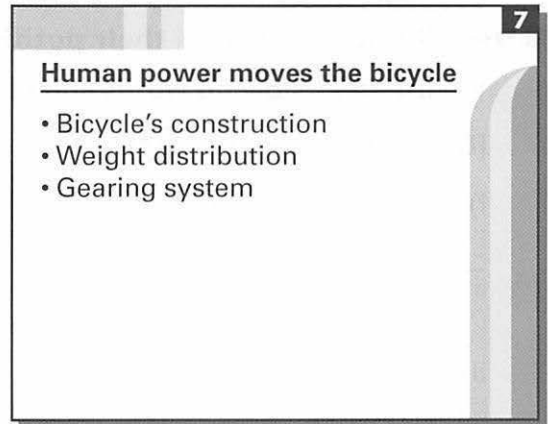 7
Human power moves the bicycle
• Bicycle's construction
• Weight distribution
• Gearing system